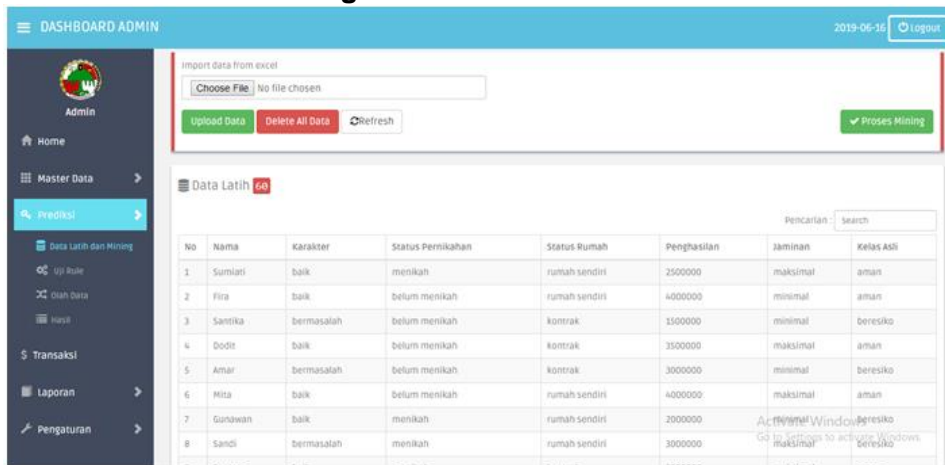 DASHBOARD ADMIN
2019-06-16 Logout
Admin
Home
Master Data
Prediksi
Data Latih dan Mining
Uji Rule
Olah Data
Hasil
Transaksi
Laporan
Pengaturan
Import data from excel
Choose File No file chosen
Upload Data Delete All Data Refresh Proses Mining
Data Latih 60
Pencarian : Search
No Nama Karakter Status Pernikahan Status Rumah Penghasilan Jaminan Kelas Asli
1 Sumiati baik menikah rumah sendiri 2500000 maksimal aman
2 Fira baik belum menikah rumah sendiri 4000000 minimal aman
3 Santika bermasalah belum menikah kontrak 1500000 minimal beresiko
4 Dodit baik belum menikah kontrak 3500000 maksimal aman
5 Amar bermasalah belum menikah kontrak 3000000 minimal beresiko
6 Mita baik belum menikah rumah sendiri 4000000 maksimal aman
7 Gunawan baik menikah rumah sendiri 2000000 minimal beresiko
8 Sandi bermasalah menikah rumah sendiri 3000000 maksimal beresiko
Activate Windows
Go to Settings to activate Windows.